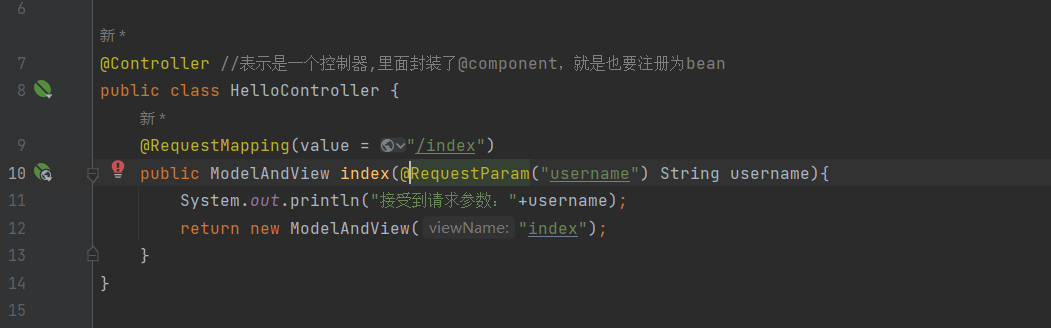 6
新 *
7 @Controller //表示是一个控制器,里面封装了@component，就是也要注册为bean
8 public class HelloController {
新 *
9 @RequestMapping(value = "/index")
10 public ModelAndView index(@RequestParam("username") String username){
11 System.out.println("接受到请求参数："+username);
12 return new ModelAndView( viewName: "index");
13 }
14 }
15